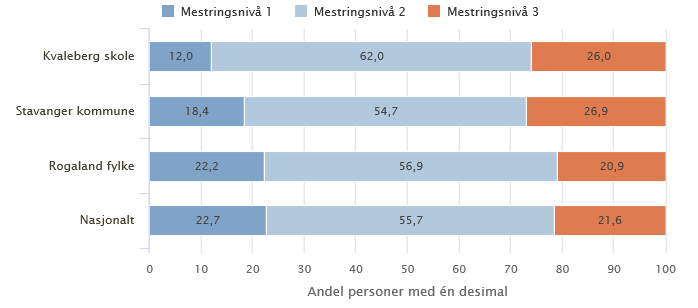 Mestringsnivå 1 Mestringsnivå 2 Mestringsnivå 3
Kvaleberg skole 12,0 62,0 26,0
Stavanger kommune 18,4 54,7 26,9
Rogaland fylke 22,2 56,9 20,9
Nasjonalt 22,7 55,7 21,6
0 10 20 30 40 50 60 70 80 90 100
Andel personer med én desimal